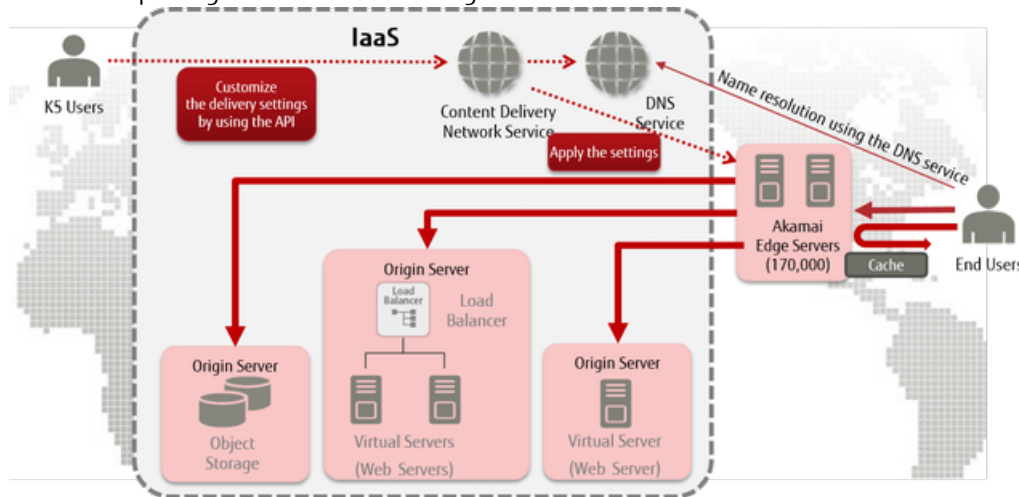 IaaS
K5 Users
Customize
the delivery settings
by using the API
Content Delivery
Network Service
DNS
Service
Apply the settings
Name resolution using the DNS service
Akamai
Edge Servers
(170,000)
Cache
End Users
Origin Server
Load
Balancer
Load
Balancer
Virtual Servers
(Web Servers)
Origin Server
Object
Storage
Origin Server
Virtual Server
(Web Server)